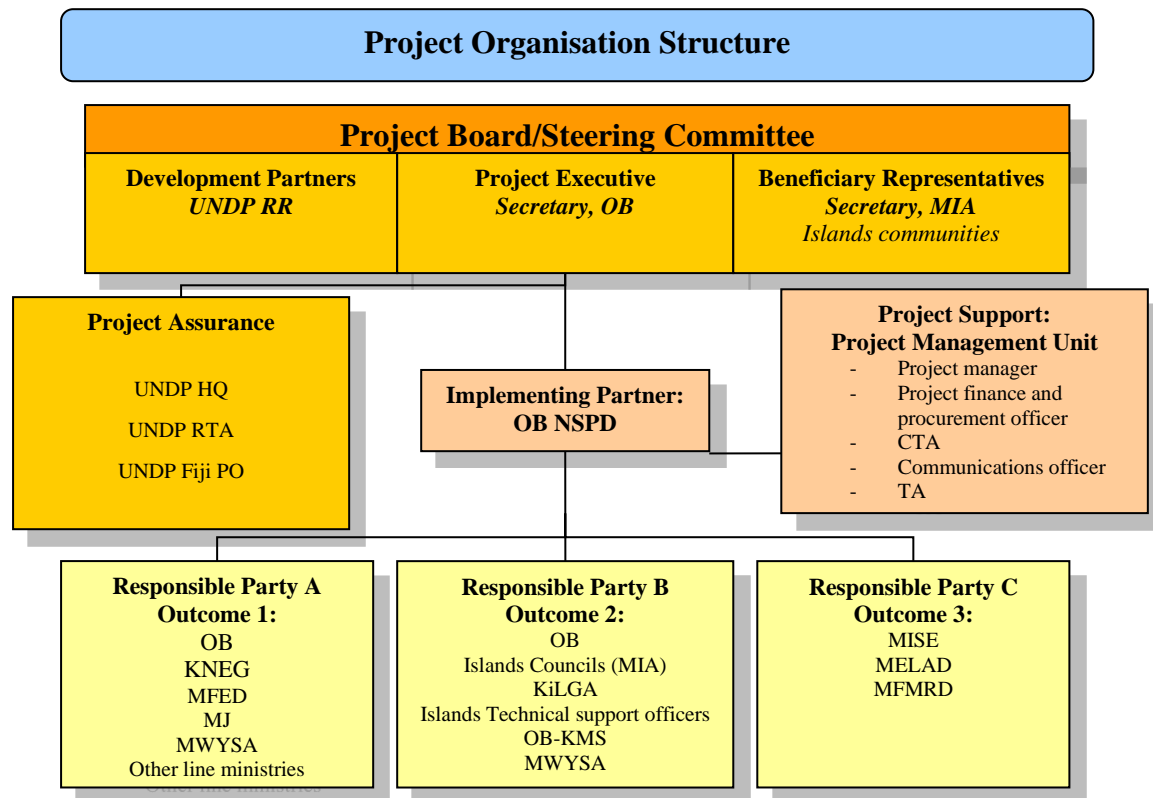 Project Organisation Structure
Project Board/Steering Committee
Development Partners
UNDP RR
Project Executive
Secretary, OB
Beneficiary Representatives
Secretary, MIA
Islands communities
Project Assurance
UNDP HQ
UNDP RTA
UNDP Fiji PO
Implementing Partner:
OB NSPD
Project Support:
Project Management Unit
- Project manager
- Project finance and
procurement officer
- CTA
- Communications officer
- TA
Responsible Party A
Outcome 1:
OB
KNEG
MFED
MJ
MWYSA
Other line ministries
Responsible Party B
Outcome 2:
OB
Islands Councils (MIA)
KiLGA
Islands Technical support officers
OB-KMS
MWYSA
Responsible Party C
Outcome 3:
MISE
MELAD
MFMRD